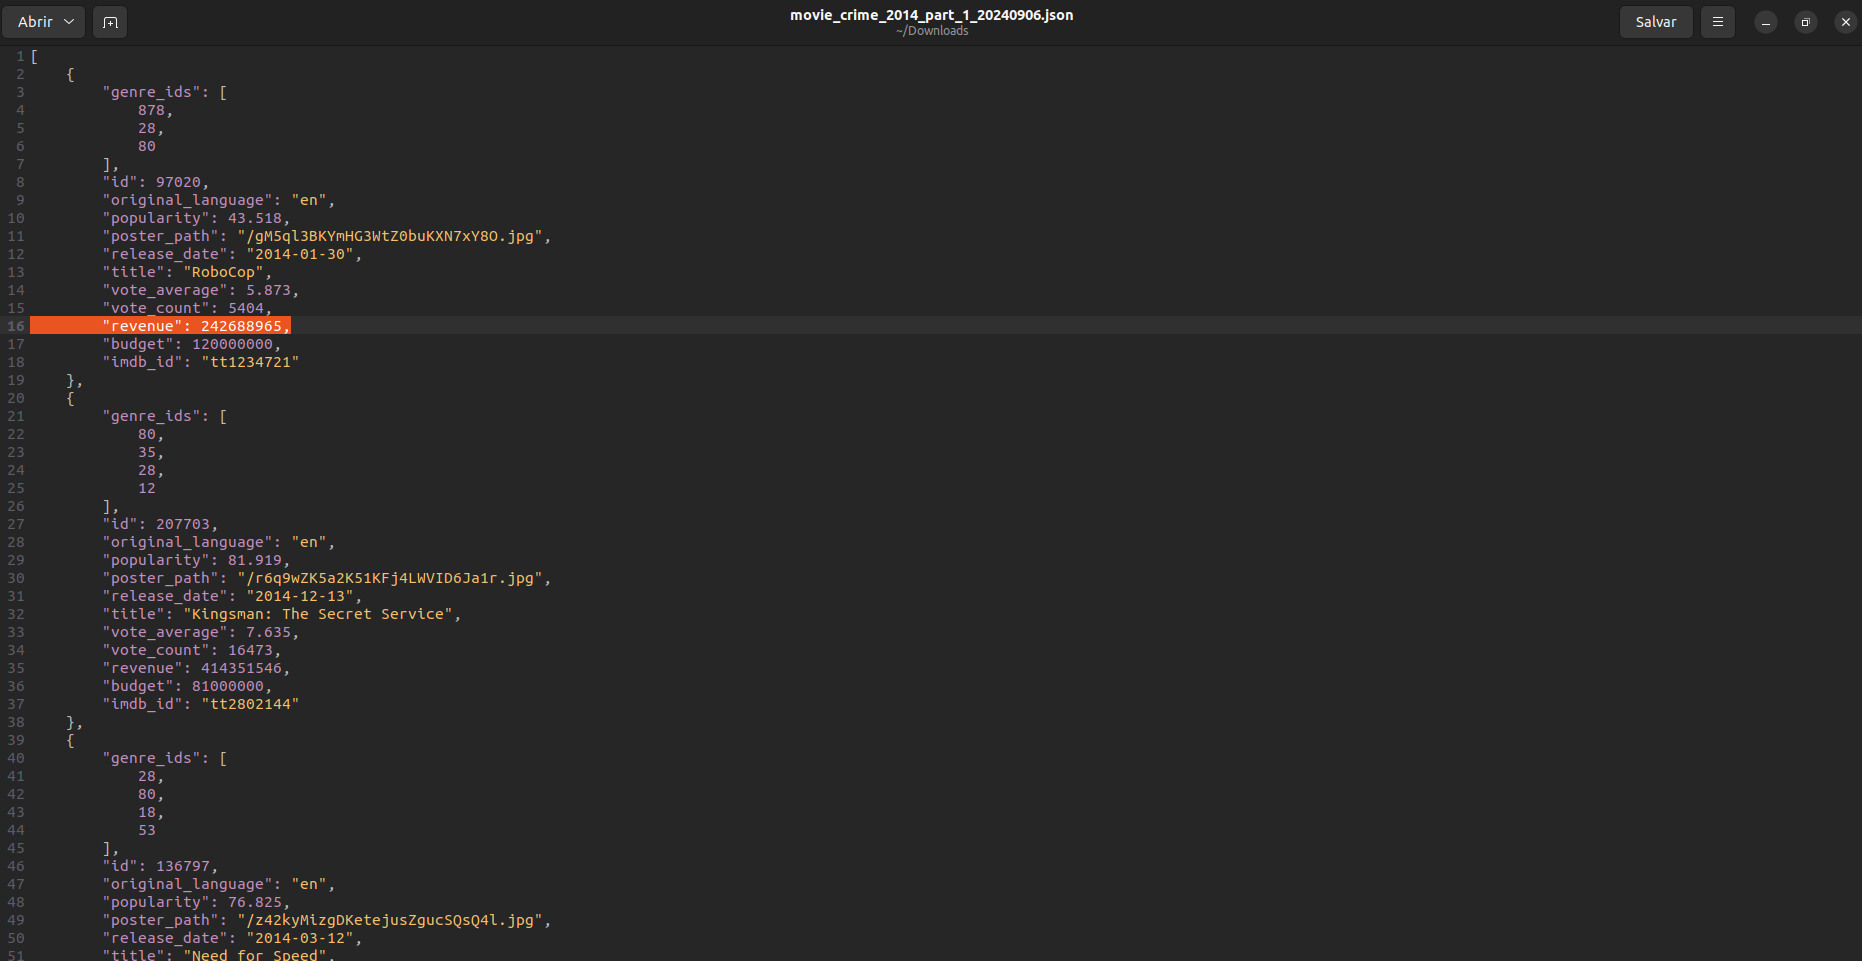 Abrir
movie_crime_2014_part_1_20240906.json
~/Downloads
Salvar
1 [
2 {
3 "genre_ids": [
4 878,
5 28,
6 80
7 ],
8 "id": 97020,
9 "original_language": "en",
10 "popularity": 43.518,
11 "poster_path": "/gM5ql3BKYmHG3WtZ0buKXN7xY8O.jpg",
12 "release_date": "2014-01-30",
13 "title": "RoboCop",
14 "vote_average": 5.873,
15 "vote_count": 5404,
16 "revenue": 242688965,
17 "budget": 120000000,
18 "imdb_id": "tt1234721"
19 },
20 {
21 "genre_ids": [
22 80,
23 35,
24 28,
25 12
26 ],
27 "id": 207703,
28 "original_language": "en",
29 "popularity": 81.919,
30 "poster_path": "/r6q9wZK5a2K51KFj4LWVID6Ja1r.jpg",
31 "release_date": "2014-12-13",
32 "title": "Kingsman: The Secret Service",
33 "vote_average": 7.635,
34 "vote_count": 16473,
35 "revenue": 414351546,
36 "budget": 81000000,
37 "imdb_id": "tt2802144"
38 },
39 {
40 "genre_ids": [
41 28,
42 80,
43 18,
44 53
45 ],
46 "id": 136797,
47 "original_language": "en",
48 "popularity": 76.825,
49 "poster_path": "/z42kyMizgDKetejusZgucSQsQ4l.jpg",
50 "release_date": "2014-03-12",
51 "title": "Need for Speed",